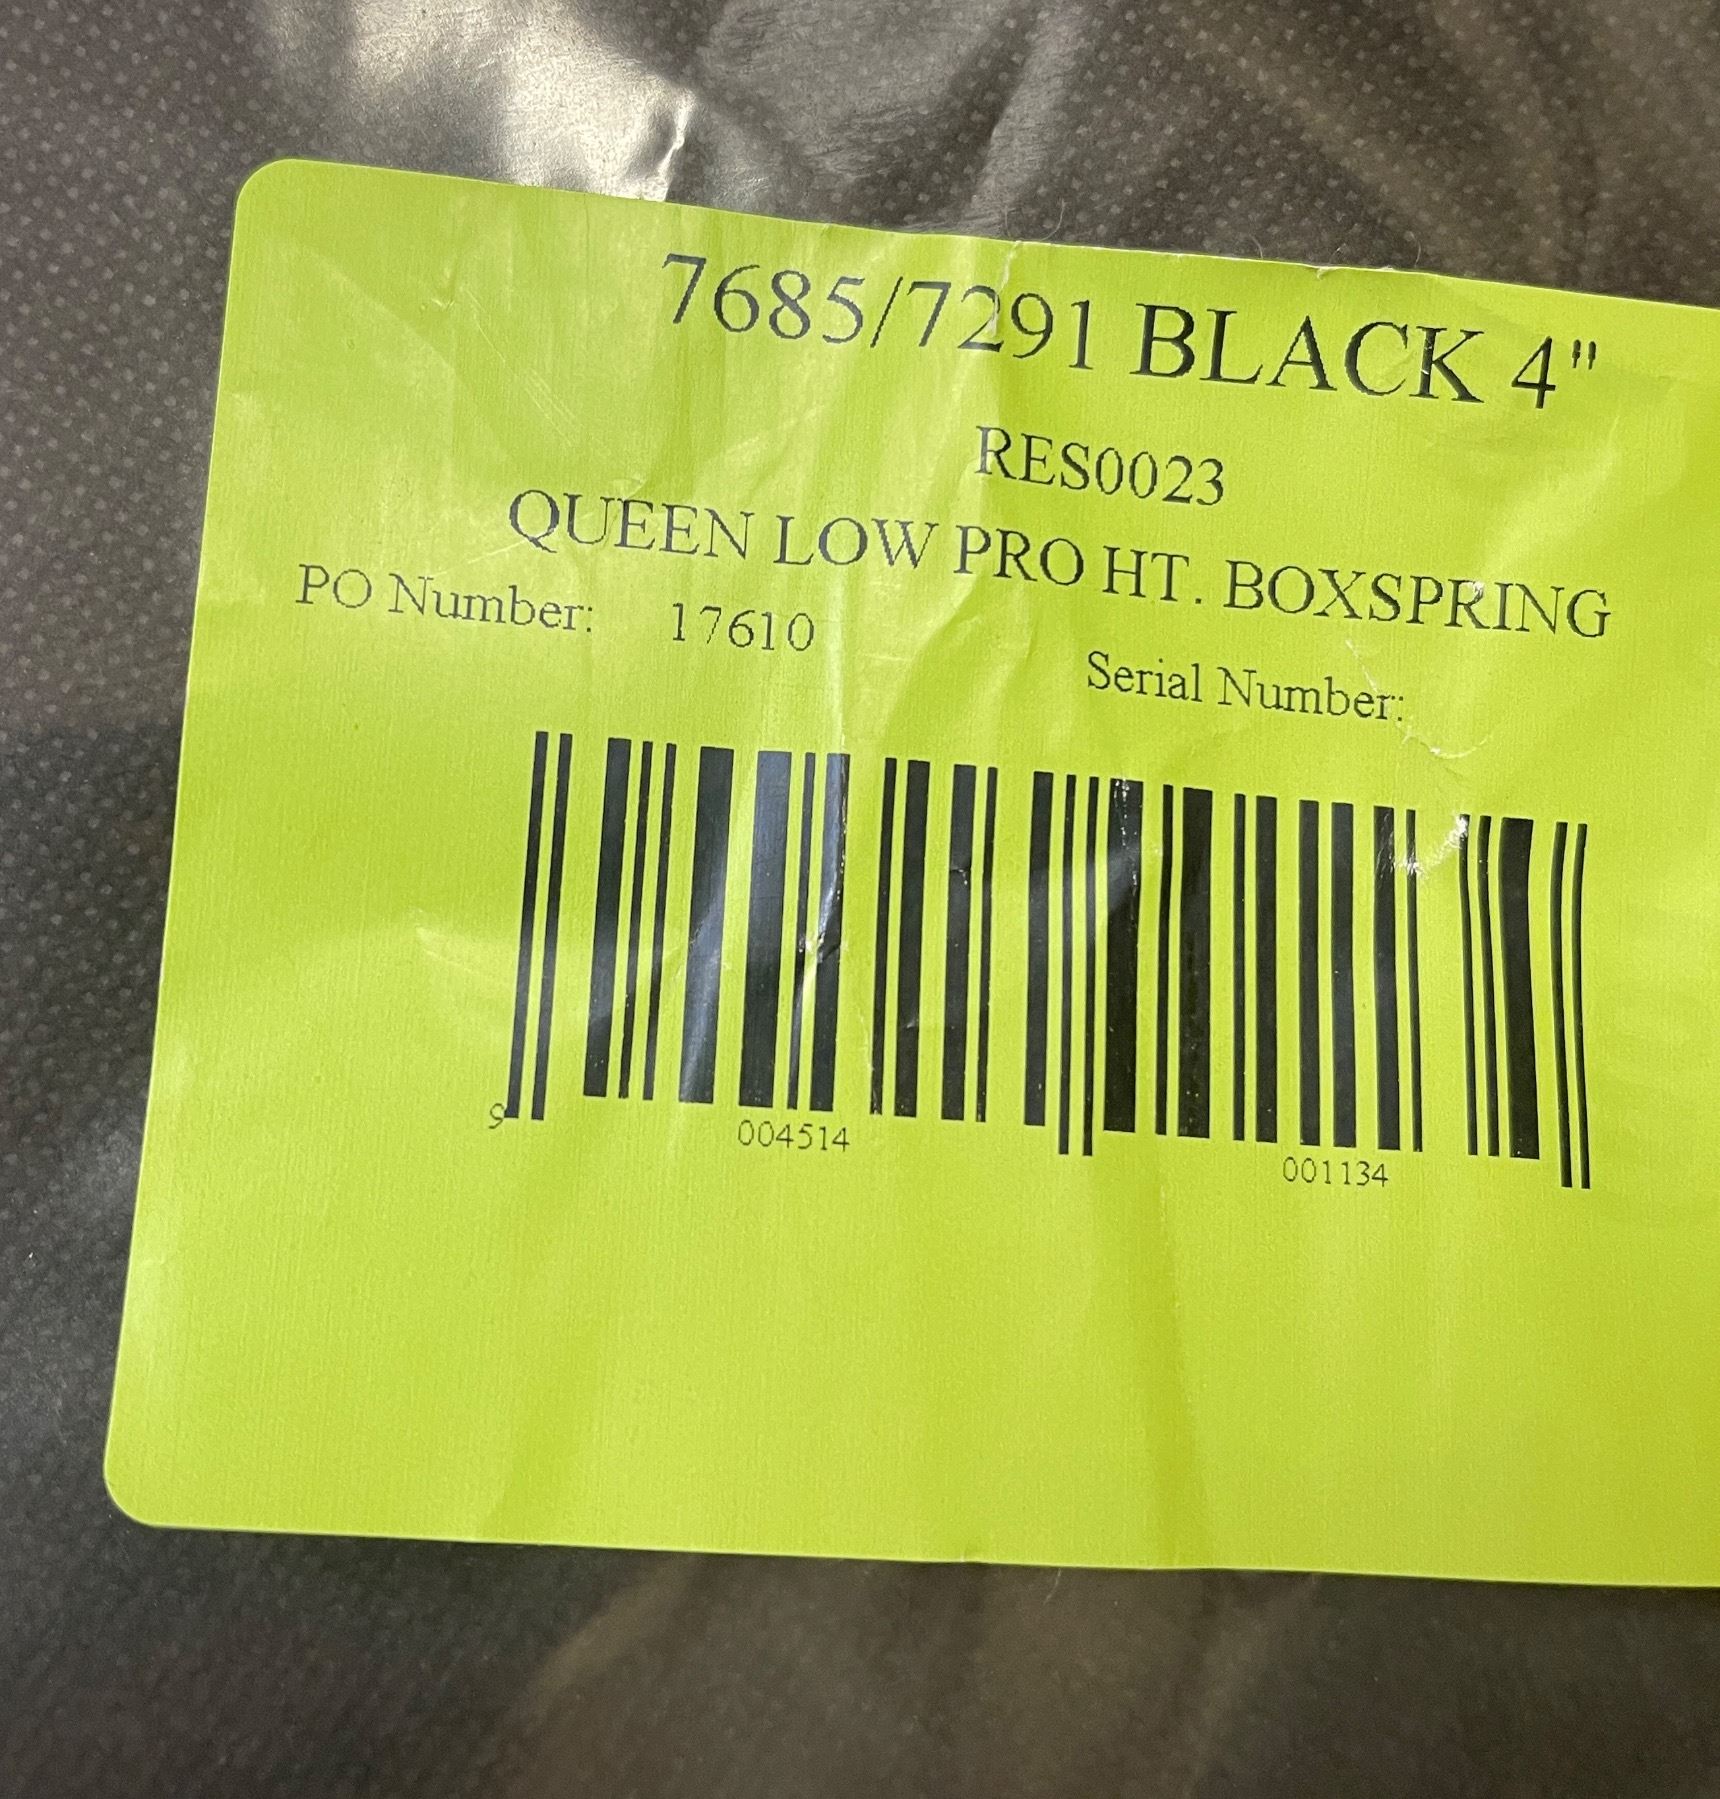 7685/7291 BLACK 4"
RES0023
QUEEN LOW PRO HT. BOXSPRING
PO Number: 17610
Serial Number:
9 004514 001134